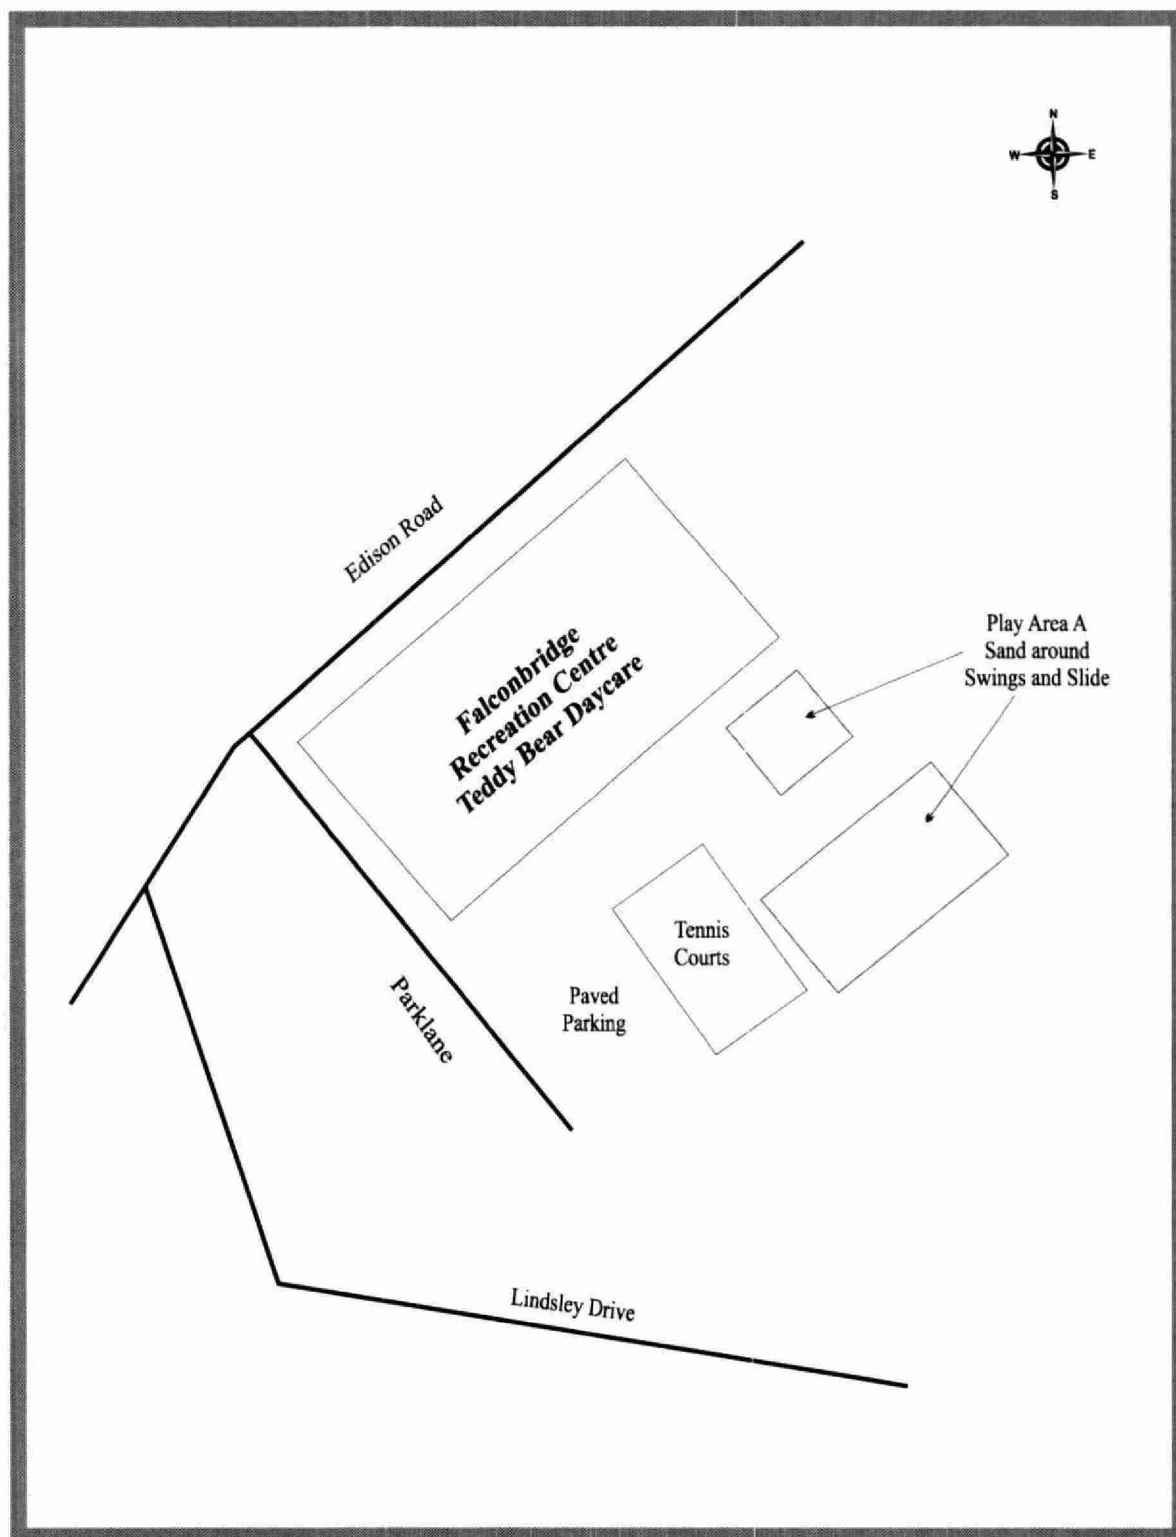 N
W E
S
Edison Road
Falconbridge
Recreation Centre
Teddy Bear Daycare
Play Area A
Sand around
Swings and Slide
Tennis
Courts
Paved
Parking
Parklane
Lindsley Drive